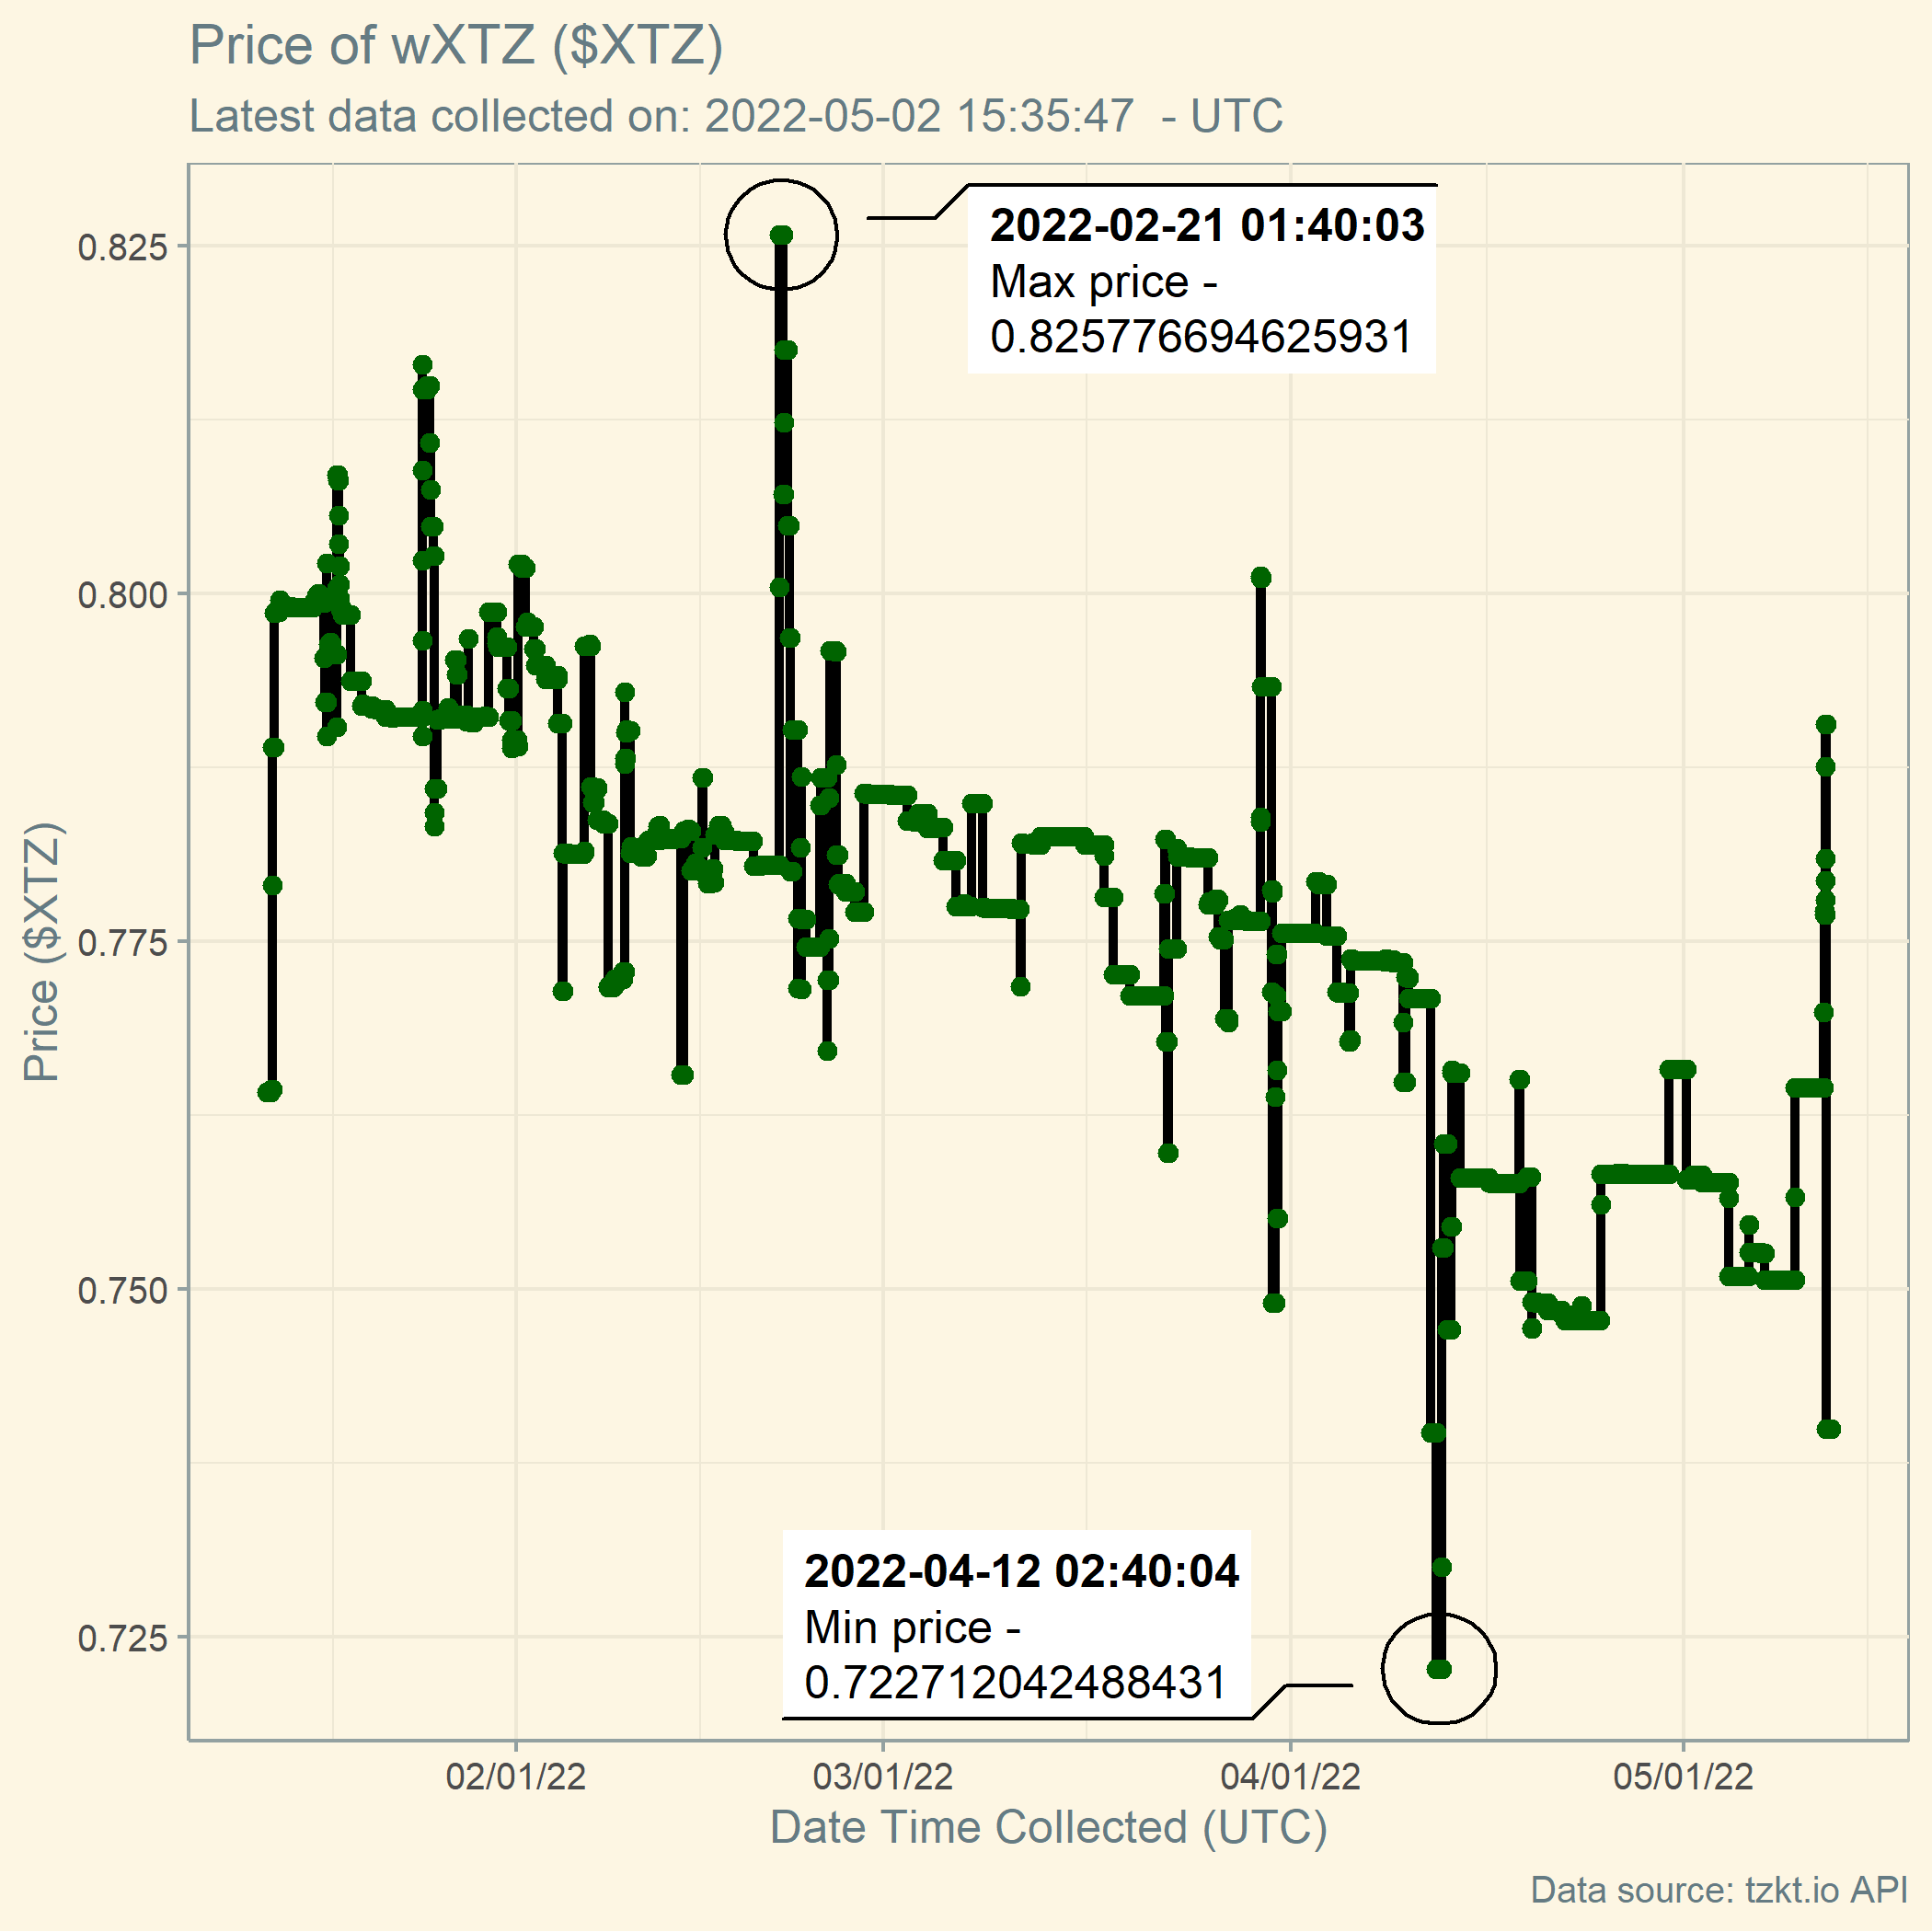 Price of wXTZ ($XTZ)
Latest data collected on: 2022-05-02 15:35:47  - UTC
2022-02-21 01:40:03
Max price -
0.825776694625931
0.825
0.800
0.775
0.750
0.725
Price ($XTZ)
2022-04-12 02:40:04
Min price -
0.722712042488431
02/01/22
03/01/22
04/01/22
05/01/22
Date Time Collected (UTC)
Data source: tzkt.io API